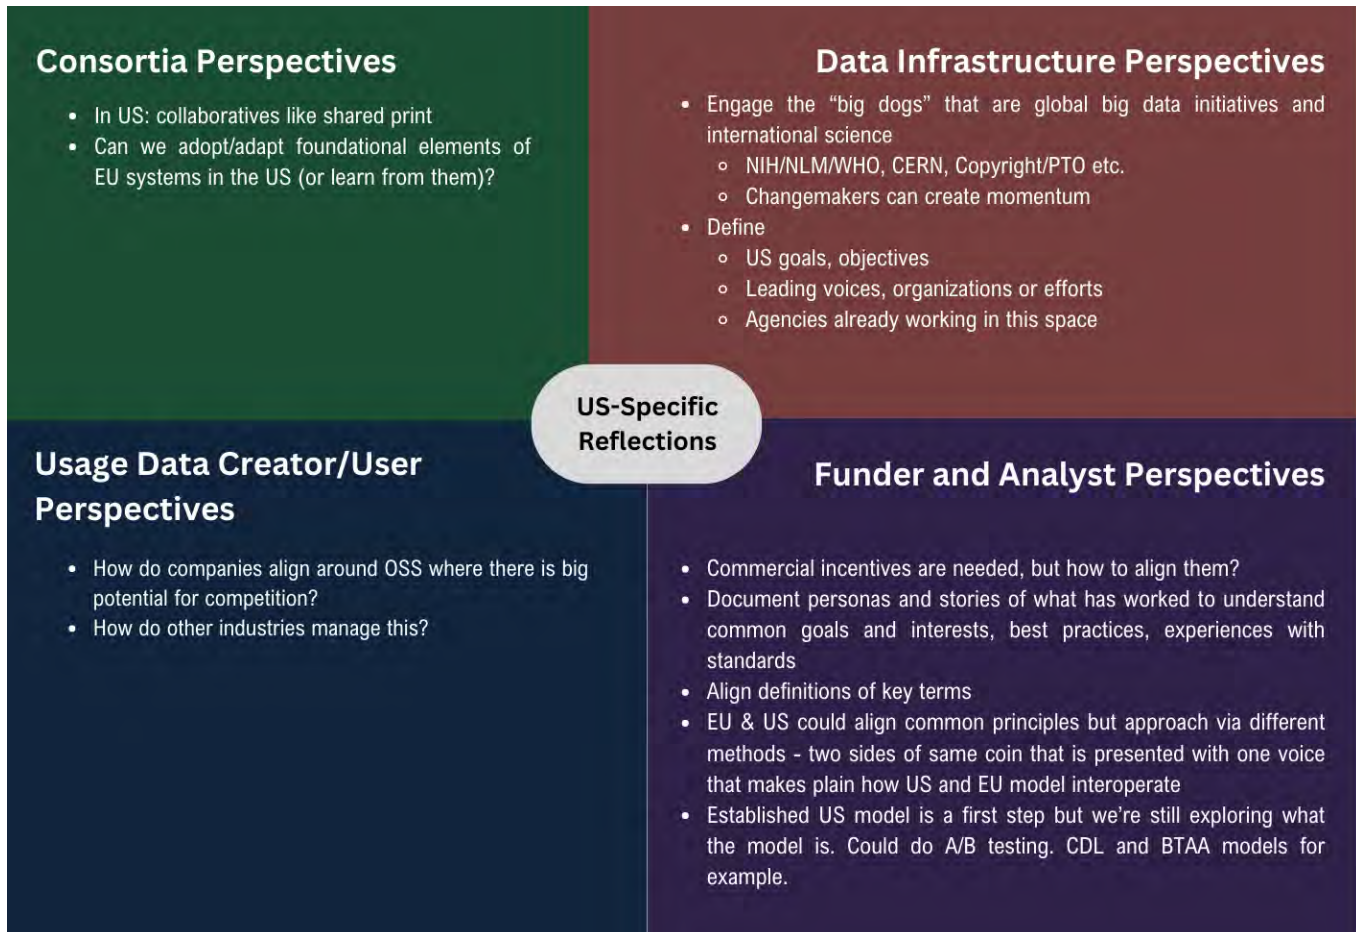 Consortia Perspectives
• In US: collaboratives like shared print
• Can we adopt/adapt foundational elements of
EU systems in the US (or learn from them)?
Data Infrastructure Perspectives
• Engage the “big dogs” that are global big data initiatives and
international science
◦ NIH/NLM/WHO, CERN, Copyright/PTO etc.
◦ Changemakers can create momentum
• Define
◦ US goals, objectives
◦ Leading voices, organizations or efforts
◦ Agencies already working in this space
US-Specific
Reflections
Usage Data Creator/User
Perspectives
• How do companies align around OSS where there is big
potential for competition?
• How do other industries manage this?
Funder and Analyst Perspectives
• Commercial incentives are needed, but how to align them?
• Document personas and stories of what has worked to understand
common goals and interests, best practices, experiences with
standards
• Align definitions of key terms
• EU & US could align common principles but approach via different
methods - two sides of same coin that is presented with one voice
that makes plain how US and EU model interoperate
• Established US model is a first step but we’re still exploring what
the model is. Could do A/B testing. CDL and BTAA models for
example.